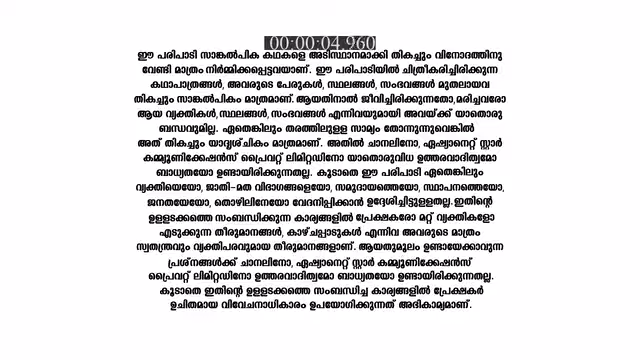 00:00:04.960
ഈ പരിപാടി സാങ്കൽപിക കഥകളെ അടിസ്ഥാനമാക്കി തികച്ചും വിനോദത്തിനു
വേണ്ടി മാത്രം നിർമ്മിക്കപ്പെട്ടവയാണ്. ഈ പരിപാടിയിൽ ചിത്രീകരിച്ചിരിക്കുന്ന
കഥാപാത്രങ്ങൾ, അവരുടെ പേരുകൾ, സ്ഥലങ്ങൾ, സംഭവങ്ങൾ മുതലായവ
തികച്ചും സാങ്കൽപികം മാത്രമാണ്. ആയതിനാൽ ജീവിച്ചിരിക്കുന്നതോ,മരിച്ചവരോ
ആയ വ്യക്തികൾ,സ്ഥലങ്ങൾ,സംഭവങ്ങൾ എന്നിവയുമായി അവയ്ക്ക് യാതൊരു
ബന്ധവുമില്ല. ഏതെങ്കിലും തരത്തിലുളള സാമ്യം തോന്നുന്നുവെങ്കിൽ
അത് തികച്ചും യാദൃശ്ചികം മാത്രമാണ്. അതിൽ ചാനലിനോ, ഏഷ്യാനെറ്റ് സ്റ്റാർ
കമ്മ്യൂണിക്കേഷൻസ് പ്രൈവറ്റ് ലിമിറ്റഡിനോ യാതൊരുവിധ ഉത്തരവാദിത്വമോ
ബാധ്യതയോ ഉണ്ടായിരിക്കുന്നതല്ല. കൂടാതെ ഈ പരിപാടി ഏതെങ്കിലും
വ്യക്തിയെയോ, ജാതി-മത വിഭാഗങ്ങളെയോ, സമുദായത്തെയോ, സ്ഥാപനത്തെയോ,
ജനതയേയോ, തൊഴിലിനേയോ വേദനിപ്പിക്കാൻ ഉദ്ദേശിച്ചിട്ടുളളതല്ല.ഇതിന്റെ
ഉളളടക്കത്തെ സംബന്ധിക്കുന്ന കാര്യങ്ങളിൽ പ്രേക്ഷകരോ മറ്റ് വ്യക്തികളോ
എടുക്കുന്ന തീരുമാനങ്ങൾ, കാഴ്ചപ്പാടുകൾ എന്നിവ അവരുടെ മാത്രം
സ്വതന്ത്രവും വ്യക്തിപരവുമായ തീരുമാനങ്ങളാണ്. ആയതുമൂലം ഉണ്ടായേക്കാവുന്ന
പ്രശ്നങ്ങൾക്ക് ചാനലിനോ, ഏഷ്യാനെറ്റ് സ്റ്റാർ കമ്മ്യൂണിക്കേഷൻസ്
പ്രൈവറ്റ് ലിമിറ്റഡിനോ ഉത്തരവാദിത്വമോ ബാധ്യതയോ ഉണ്ടായിരിക്കുന്നതല്ല.
കൂടാതെ ഇതിന്റെ ഉളളടക്കത്തെ സംബന്ധിച്ച കാര്യങ്ങളിൽ പ്രേക്ഷകർ
ഉചിതമായ വിവേചനാധികാരം ഉപയോഗിക്കുന്നത് അഭികാമ്യമാണ്.